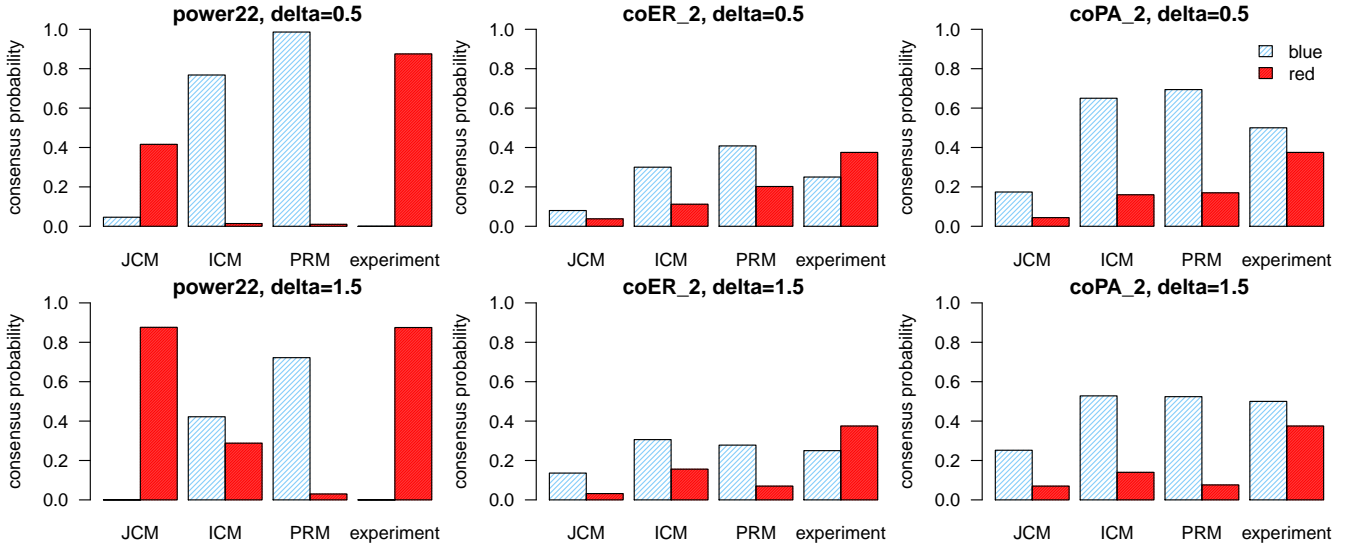 power22, delta=0.5
consensus probability
1.0
0.8
0.6
0.4
0.2
0.0
JCM ICM PRM experiment
coER_2, delta=0.5
consensus probability
1.0
0.8
0.6
0.4
0.2
0.0
JCM ICM PRM experiment
coPA_2, delta=0.5
consensus probability
1.0
0.8
0.6
0.4
0.2
0.0
blue
red
JCM ICM PRM experiment
power22, delta=1.5
consensus probability
1.0
0.8
0.6
0.4
0.2
0.0
JCM ICM PRM experiment
coER_2, delta=1.5
consensus probability
1.0
0.8
0.6
0.4
0.2
0.0
JCM ICM PRM experiment
coPA_2, delta=1.5
consensus probability
1.0
0.8
0.6
0.4
0.2
0.0
JCM ICM PRM experiment